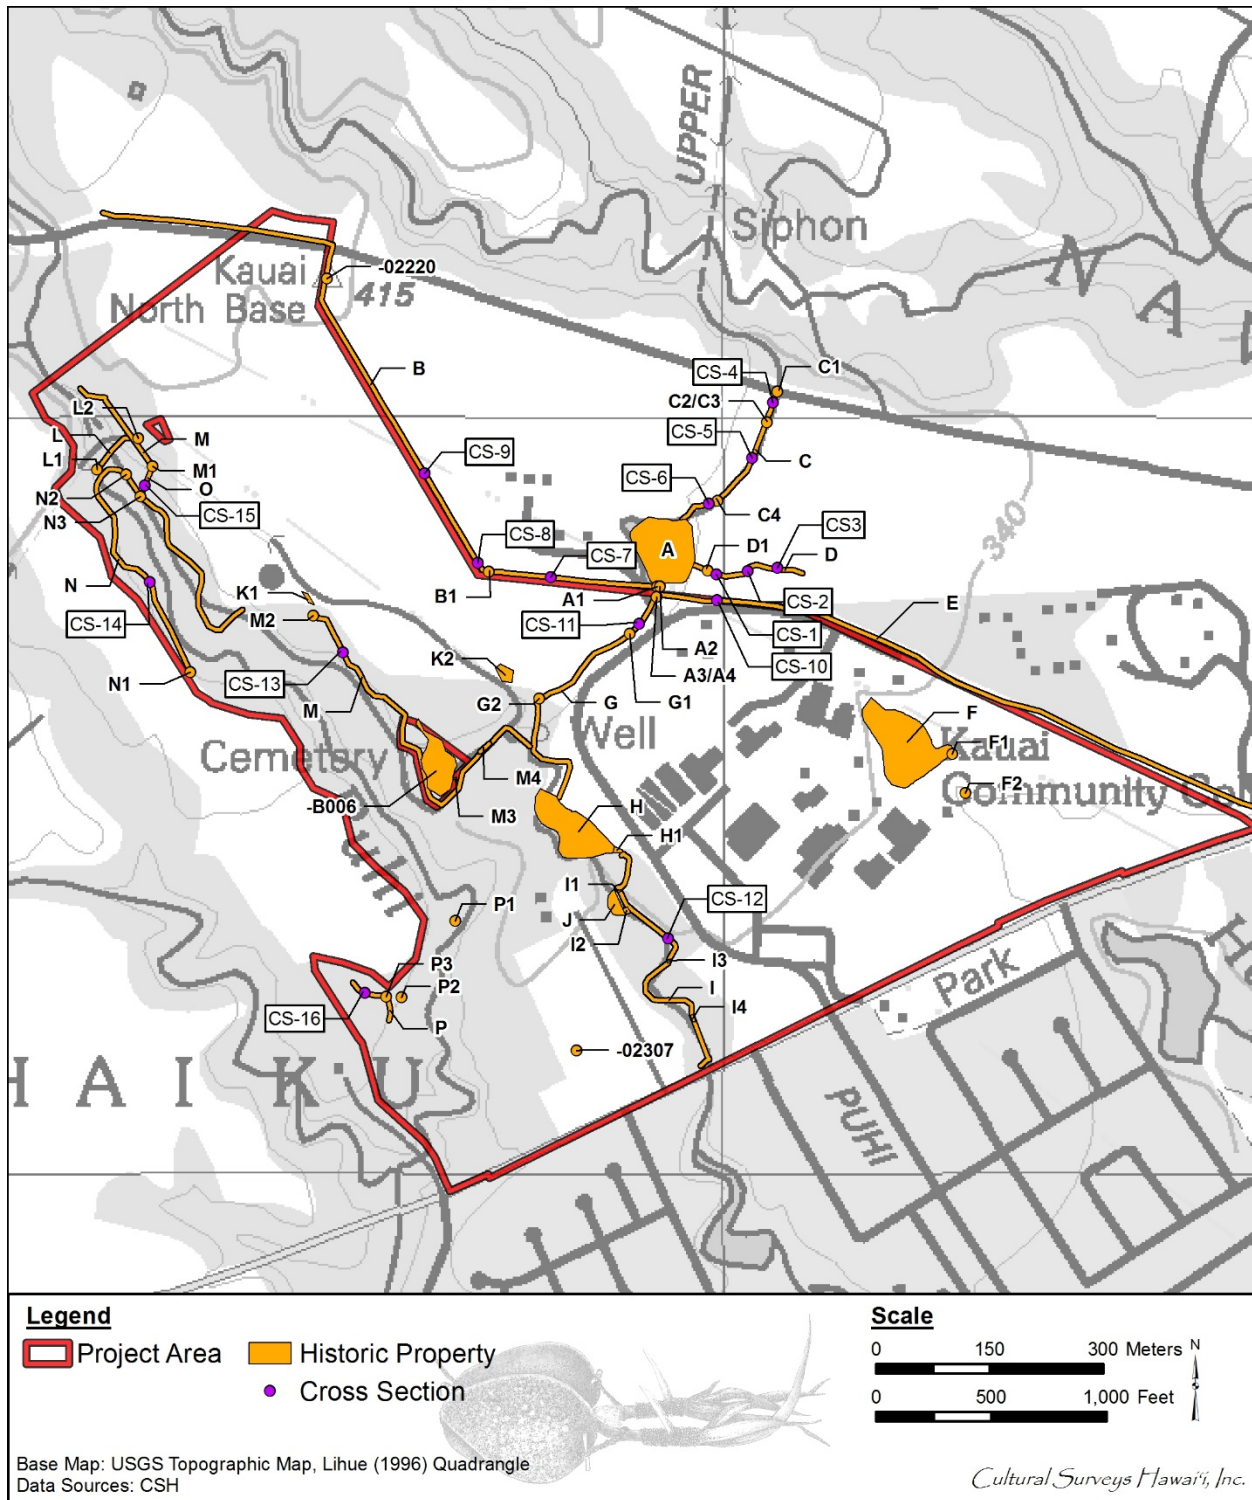 UPPER
Siphon
N
A
Kauai
North Base
415
-02220
B
CS-4
C1
C2/C3
CS-5
C
CS-6
C4
L2
L
M
L1
M1
N2
O
N3
CS-15
CS-9
340
CS-8
CS-7
A
D1
CS3
D
N
K1
B1
A1
CS-2
E
M2
CS-14
CS-11
CS-1
A2
CS-10
K2
A3/A4
N1
CS-13
G2
G
G1
M
F
Cemetery
Well
Kauai
F1
M4
Community Col
F2
-B006
M3
H
H1
uhi
I1
CS-12
J
P1
I2
P3
I3
Park
Ha
P2
I
CS-16
P
I4
-02307
HAIKU
PUHI
Legend
Project Area
Historic Property
Cross Section
Scale
0 150 300 Meters
N
0 500 1,000 Feet
Base Map: USGS Topographic Map, Lihue (1996) Quadrangle
Data Sources: CSH
Cultural Surveys Hawai‘i, Inc.